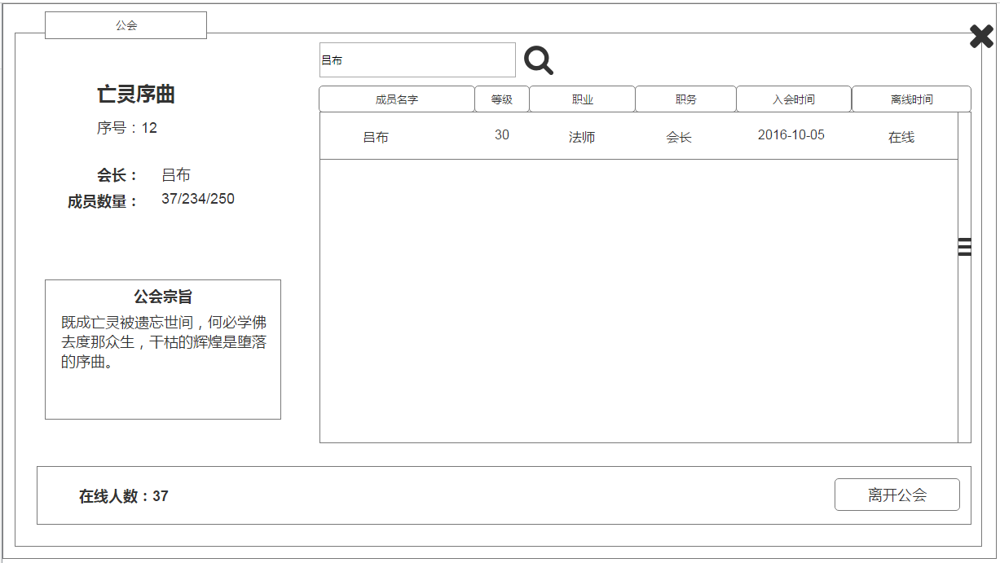 公会
吕布
成员名字 等级 职业 职务 入会时间 离线时间
吕布 30 法师 会长 2016-10-05 在线
亡灵序曲
序号：12
会长： 吕布
成员数量： 37/234/250
公会宗旨
既成亡灵被遗忘世间，何必学佛
去度那众生，干枯的辉煌是堕落
的序曲。
在线人数：37
离开公会